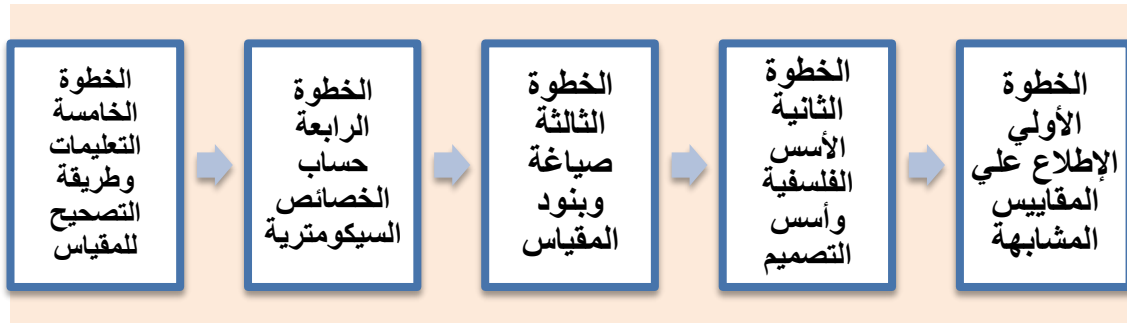 الخطوة
الأولي
الإطلاع علي
المقاييس
المشابهة
الخطوة
الثانية
الأسس
الفلسفية
وأسس
التصميم
الخطوة
الثالثة
صياغة
وبنود
المقياس
الخطوة
الرابعة
حساب
الخصائص
السيكومترية
الخطوة
الخامسة
التعليمات
وطريقة
التصحيح
للمقياس